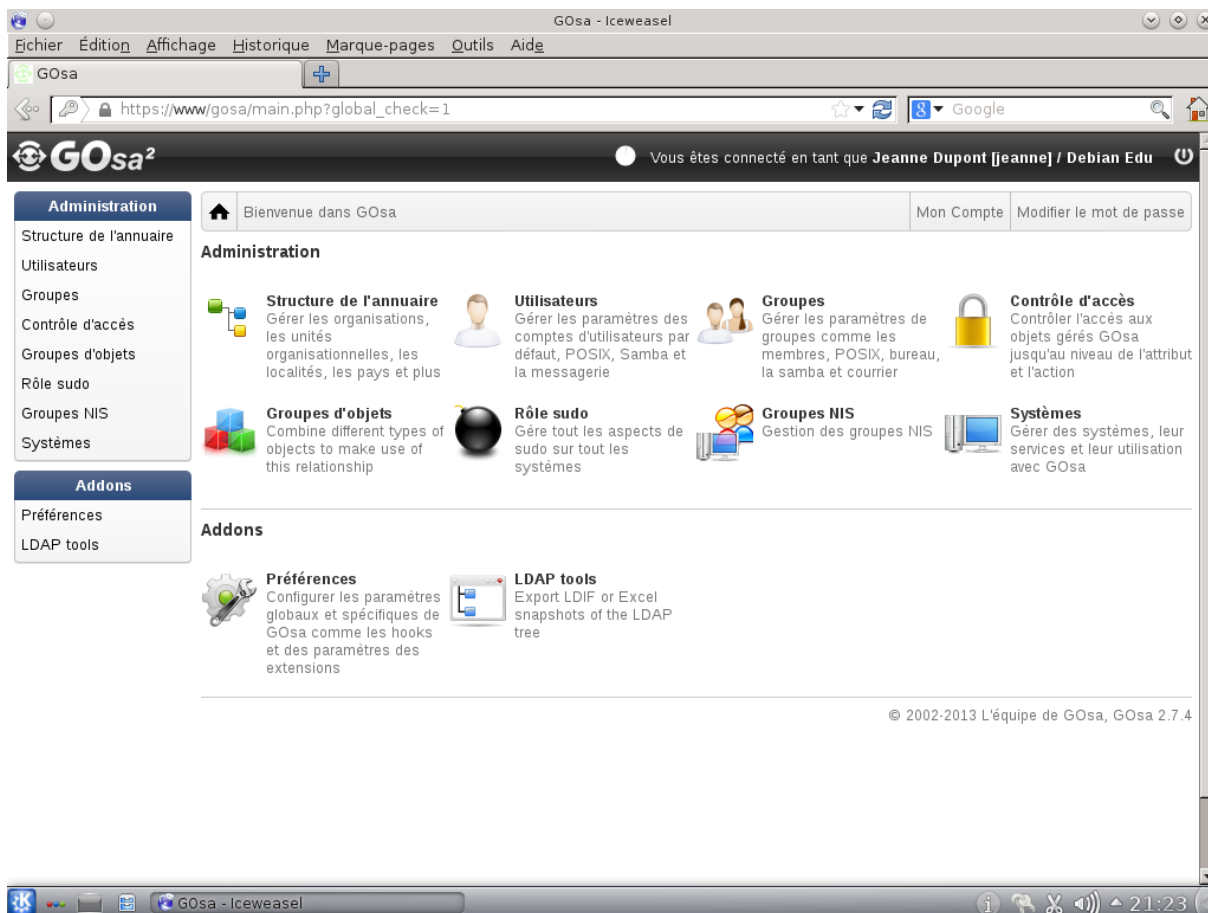 GOsa - Iceweasel
Fichier Édition Affichage Historique Marque-pages Outils Aide
GOsa
https://www/gosa/main.php?global_check=1
Google
GOsa²
Vous êtes connecté en tant que Jeanne Dupont [jeanne] / Debian Edu
Administration
Structure de l'annuaire
Utilisateurs
Groupes
Contrôle d'accès
Groupes d'objets
Rôle sudo
Groupes NIS
Systèmes
Addons
Préférences
LDAP tools
Bienvenue dans GOsa
Mon Compte
Modifier le mot de passe
Administration
Structure de l'annuaire
Gérer les organisations,
les unités
organisationnelles, les
localités, les pays et plus
Utilisateurs
Gérer les paramètres des
comptes d'utilisateurs par
défaut, POSIX, Samba et
la messagerie
Groupes
Gérer les paramètres de
groupes comme les
membres, POSIX, bureau,
la samba et courrier
Contrôle d'accès
Contrôler l'accès aux
objets gérés GOsa
jusqu'au niveau de l'attribut
et l'action
Groupes d'objets
Combine different types of
objects to make use of
this relationship
Rôle sudo
Gère tout les aspects de
sudo sur tout les
systèmes
Groupes NIS
Gestion des groupes NIS
Systèmes
Gérer des systèmes, leur
services et leur utilisation
avec GOsa
Addons
Préférences
Configurer les paramètres
globaux et spécifiques de
GOsa comme les hooks
et des paramètres des
extensions
LDAP tools
Export LDIF or Excel
snapshots of the LDAP
tree
© 2002-2013 L'équipe de GOsa, GOsa 2.7.4
GOsa - Iceweasel
21:23